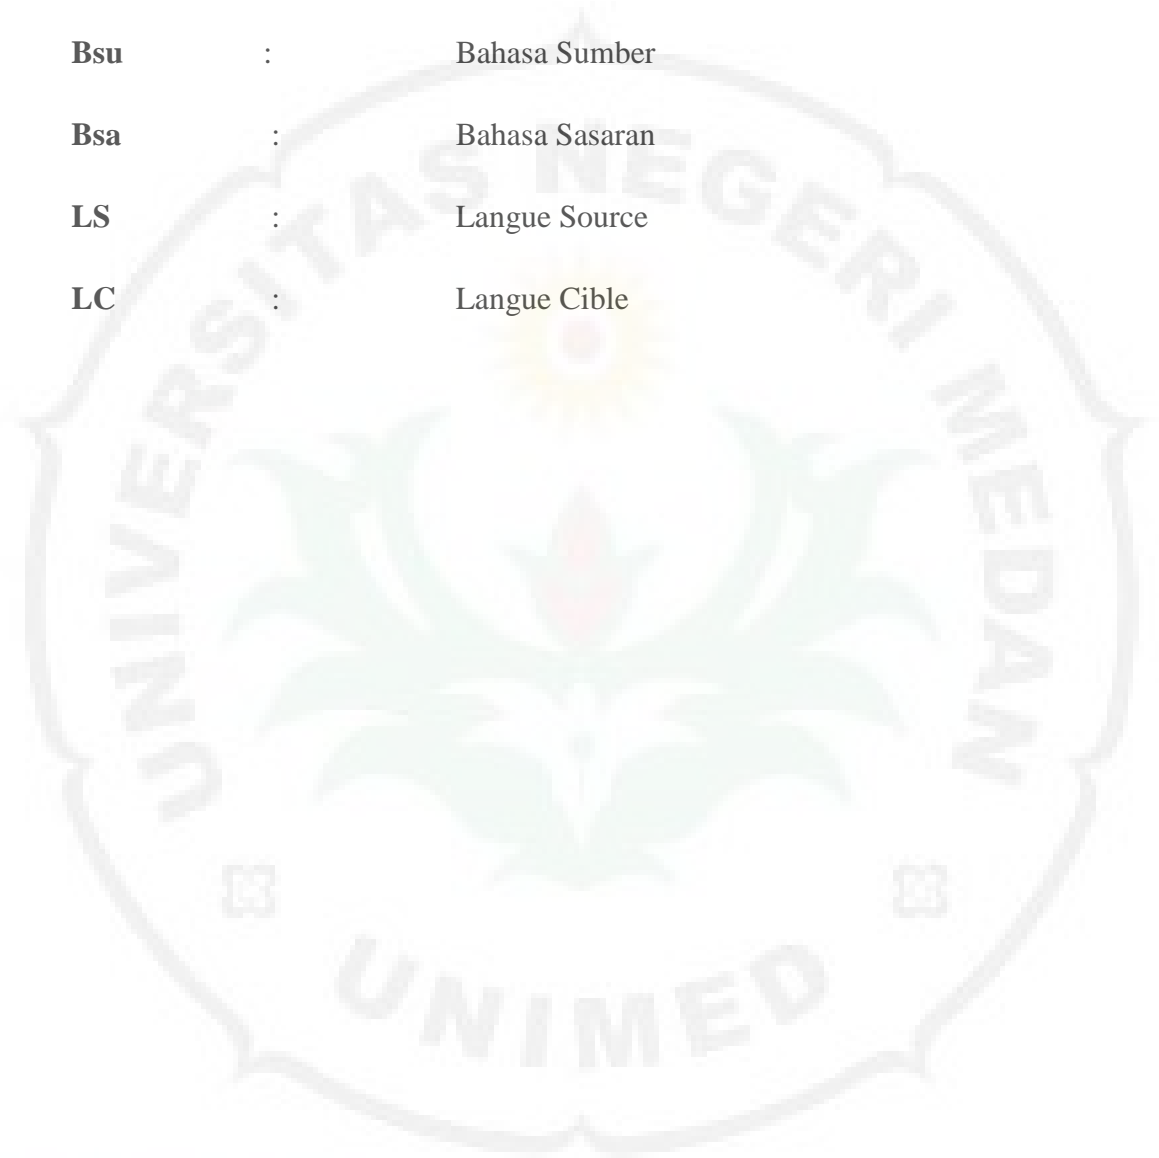 Bsu : Bahasa Sumber
Bsa : Bahasa Sasaran
LS : Langue Source
LC : Langue Cible
UNIVERSITAS NEGERI MEDAN
UNIMED